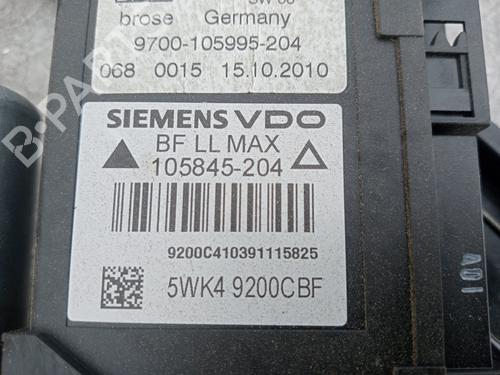 brose Germany
9700-105995-204
068 0015 15.10.2010
SIEMENS VDO
BF LL MAX
105845-204
9200C410391115825
5WK4 9200CBF
A01